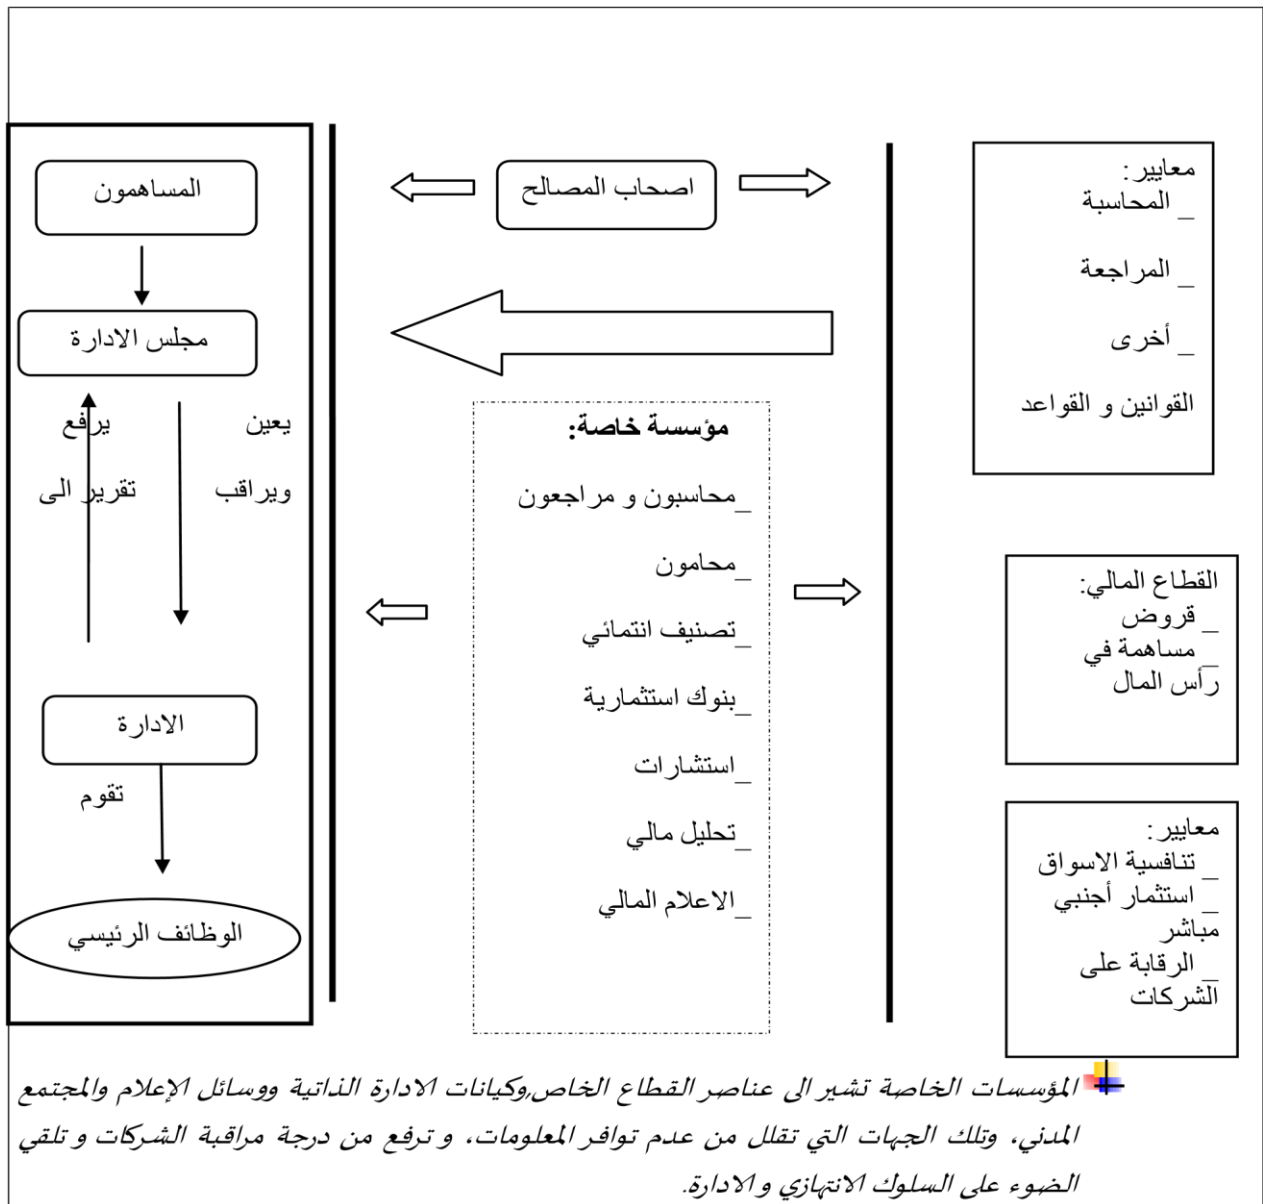 معايير:
_ المحاسبة
_ المراجعة
_ أخرى
القوانين و القواعد
القطاع المالي:
_ قروض
_ مساهمة في
رأس المال
معايير:
_ تنافسية الاسواق
_ استثمار أجنبي
مباشر
_ الرقابة على
الشركات
اصحاب المصالح
مؤسسة خاصة:
_محاسبون و مراجعون
_محامون
_تصنيف انتمائي
_بنوك استثمارية
_استشارات
_تحليل مالي
_الاعلام المالي
المساهمون
مجلس الادارة
يعين
ويراقب
يرفع
تقرير الى
الادارة
تقوم
الوظائف الرئيسي
المؤسسات الخاصة تشير الى عناصر القطاع الخاص,وكيانات الادارة الذاتية ووسائل الإعلام والمجتمع
المدني، وتلك الجهات التي تقلل من عدم توافر المعلومات، و ترفع من درجة مراقبة الشركات و تلقي
الضوء على السلوك الانتهازي و الادارة.